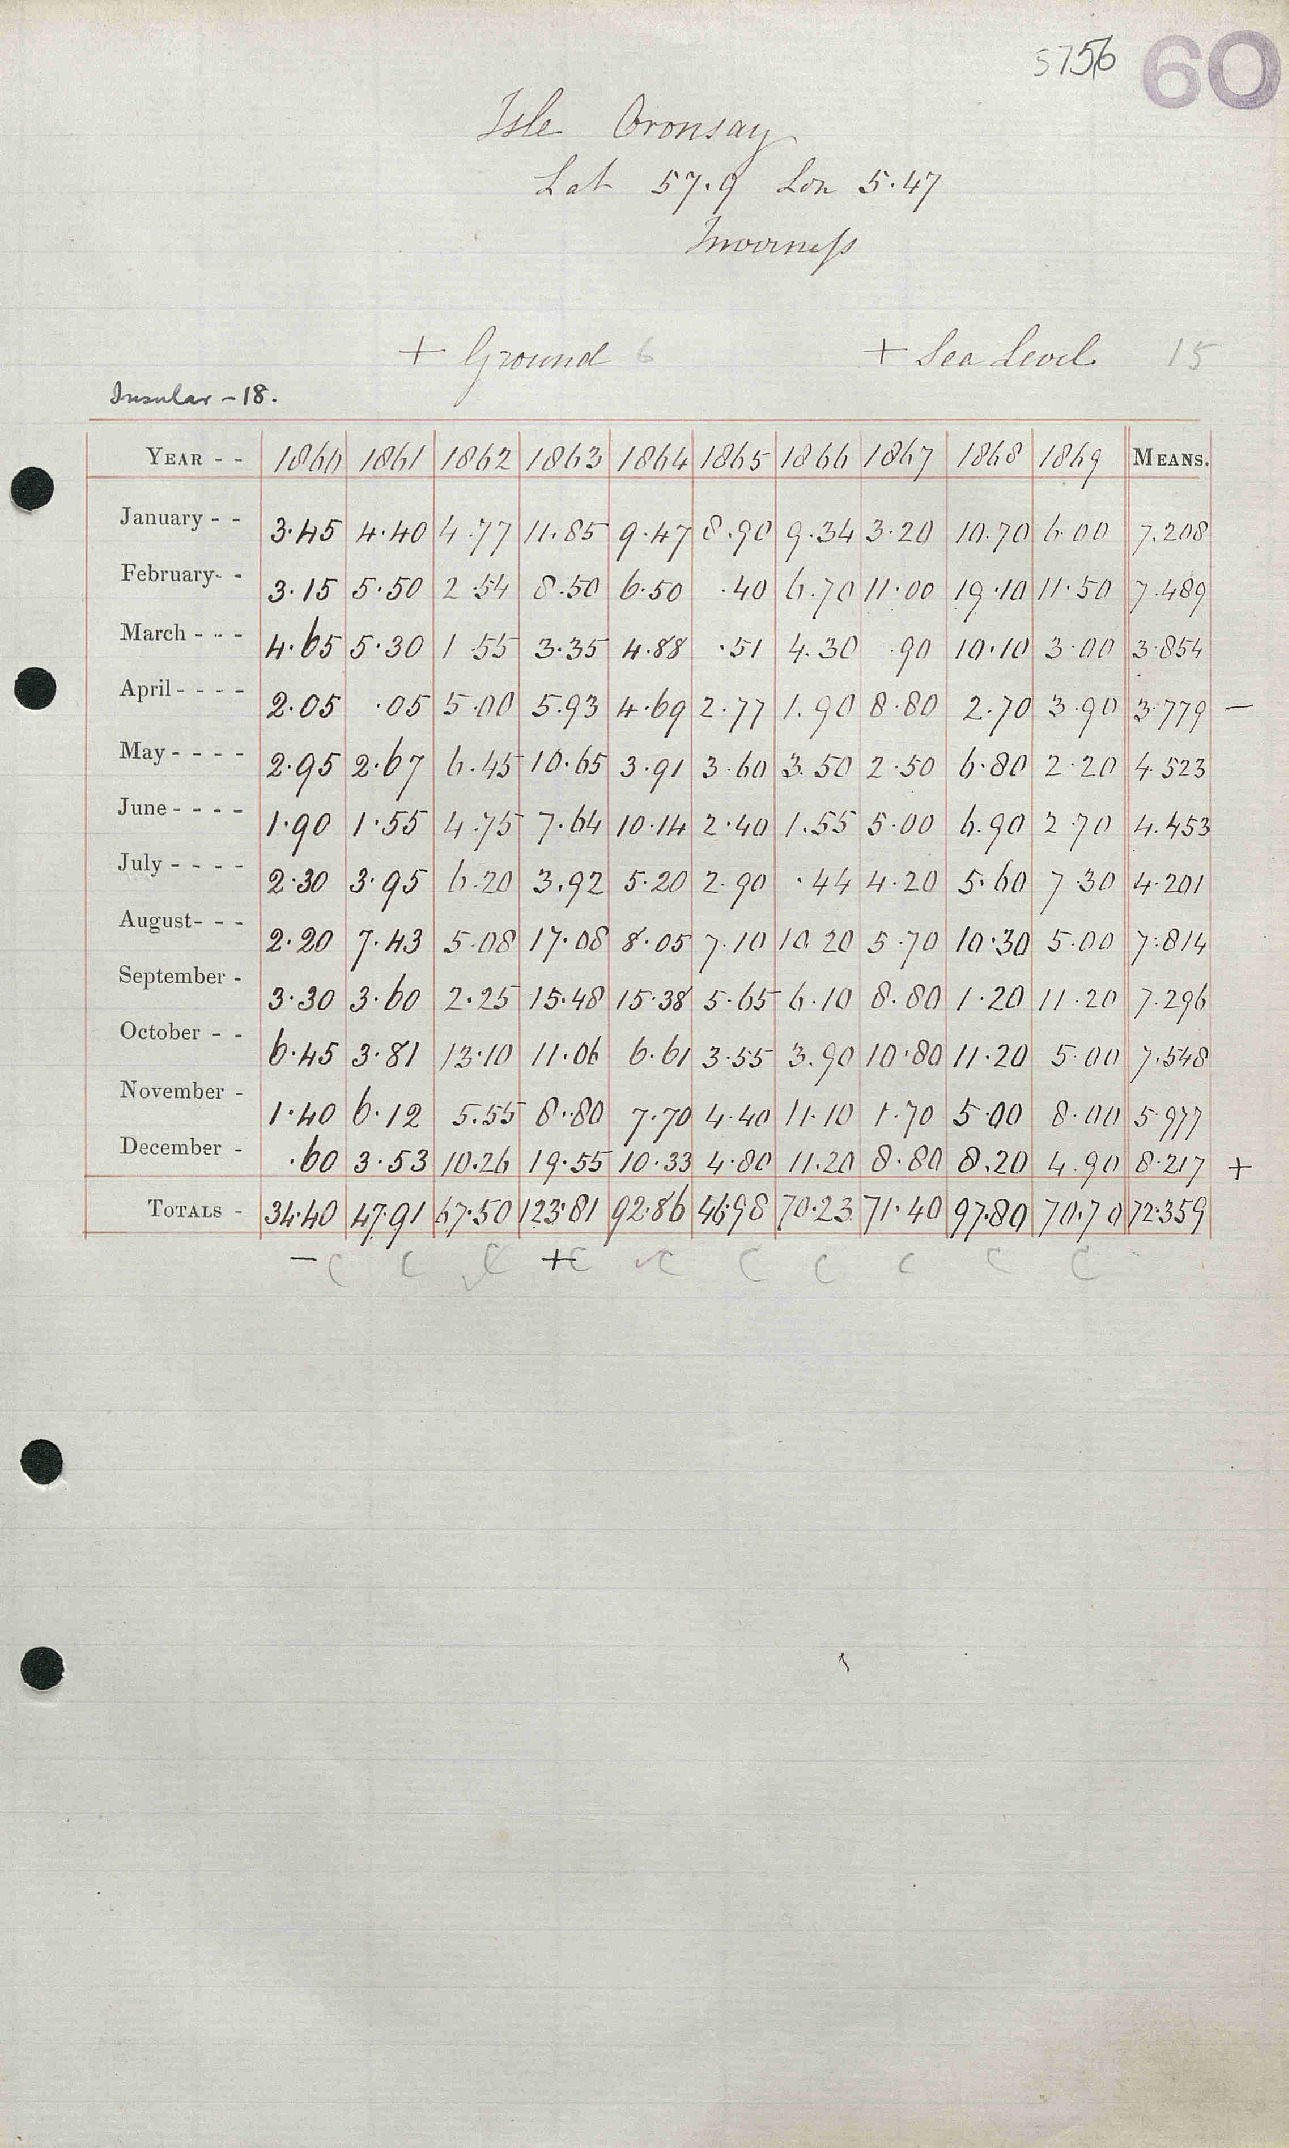 5756 60
Isle Oronsay
Lat 57.9 Lon 5.47
Inverness
+ Ground 6 + Sea Level 15
Insular - 18.
YEAR - - 1860 1861 1862 1863 1864 1865 1866 1867 1868 1869 MEANS.
January - - 3.45 4.40 4.77 11.85 9.47 8.90 9.34 3.20 10.70 6.00 7.208
February- - 3.15 5.50 2.54 8.50 6.50 .40 6.70 11.00 19.10 11.50 7.489
March - - - 4.65 5.30 1.55 3.35 4.88 .51 4.30 .90 10.10 3.00 3.854
April - - - - 2.05 .05 5.00 5.93 4.69 2.77 1.90 8.80 2.70 3.90 3.779 -
May - - - - 2.95 2.67 6.45 10.65 3.91 3.60 3.50 2.50 6.80 2.20 4.523
June - - - - 1.90 1.55 4.75 7.64 10.14 2.40 1.55 5.00 6.90 2.70 4.453
July - - - - 2.30 3.95 6.20 3.92 5.20 2.90 .44 4.20 5.60 7.30 4.201
August- - - 2.20 7.43 5.08 17.08 8.05 7.10 10.20 5.70 10.30 5.00 7.814
September - 3.30 3.60 2.25 15.48 15.38 5.65 6.10 8.80 1.20 11.20 7.296
October - - 6.45 3.81 13.10 11.06 6.61 3.55 3.90 10.80 11.20 5.00 7.548
November - 1.40 6.12 5.55 8.80 7.70 4.40 11.10 1.70 5.00 8.00 5.977
December - .60 3.53 10.26 19.55 10.33 4.80 11.20 8.80 8.20 4.90 8.217 +
TOTALS - 34.40 47.91 67.50 123.81 92.86 46.98 70.23 71.40 97.80 70.70 72.359
- C C C + C C C C C C C